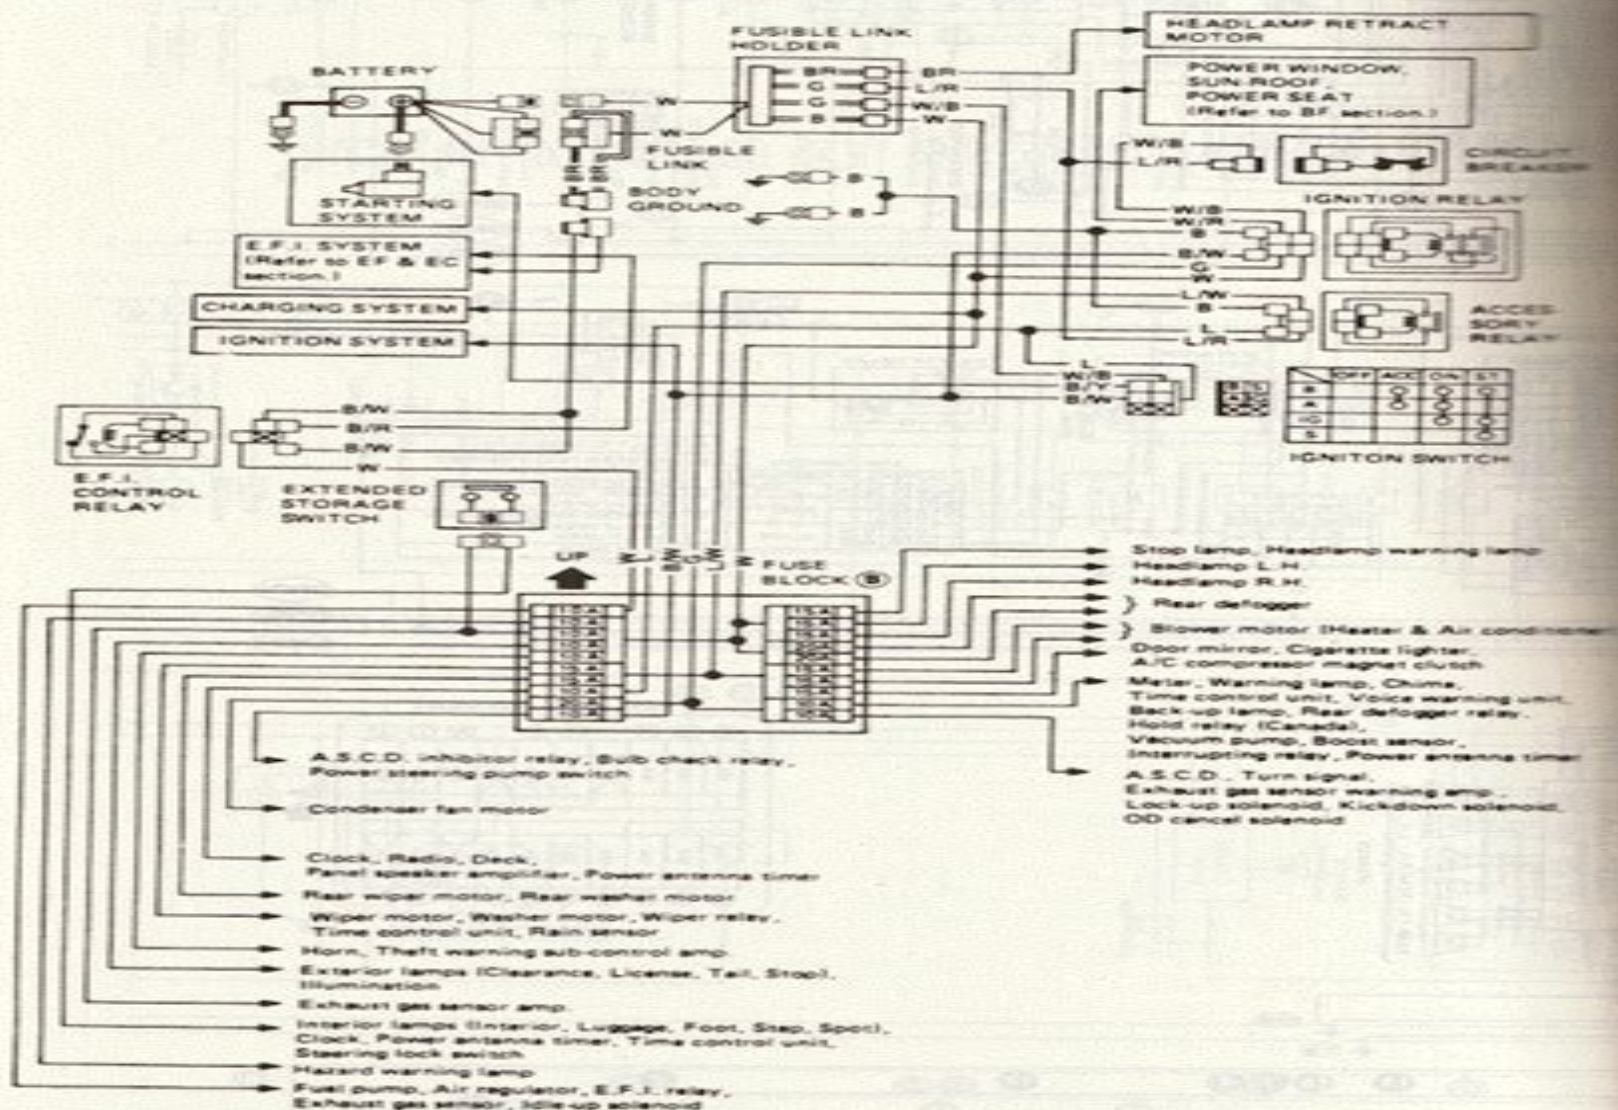 HEADLAMP RETRACT
MOTOR
FUSIBLE LINK
HOLDER
BATTERY
POWER WINDOW,
SUN-ROOF,
POWER SEAT
(Refer to BF section.)
BR
BR
G
L/R
G
W/B
B
W
W
W
FUSIBLE
LINK
BR
BR
W/B
L/R
CIRCUIT
BREAKER
BODY
GROUND
B
B
STARTING
SYSTEM
IGNITION RELAY
W/B
W/R
B
B/W
G
W
E.F.I. SYSTEM
(Refer to EF & EC
section.)
CHARGING SYSTEM
IGNITION SYSTEM
L/W
B
L
L/R
ACCES-
SORY
RELAY
L
W/B
B/Y
B/W
OFF ACC ON ST
B
A
IG
S
IGNITON SWITCH
B/W
B/R
B/W
W
E.F.I.
CONTROL
RELAY
EXTENDED
STORAGE
SWITCH
UP
W
L
B/W
G
L/W
W
FUSE
BLOCK B
Stop lamp, Headlamp warning lamp
Headlamp L.H.
Headlamp R.H.
} Rear defogger
} Blower motor (Heater & Air conditioner
Door mirror, Cigarette lighter,
A/C compressor magnet clutch
Meter, Warning lamp, Chime,
Time control unit, Voice warning unit,
Back-up lamp, Rear defogger relay,
Hold relay (Canada),
Vacuum pump, Boost sensor,
Interrupting relay, Power antenna timer
A.S.C.D., Turn signal,
Exhaust gas sensor warning amp.,
Lock-up solenoid, Kickdown solenoid,
OD cancel solenoid
A.S.C.D. inhibitor relay, Bulb check relay,
Power steering pump switch
Condenser fan motor
Clock, Radio, Deck,
Panel speaker amplifier, Power antenna timer
Rear wiper motor, Rear washer motor
Wiper motor, Washer motor, Wiper relay,
Time control unit, Rain sensor
Horn, Theft warning sub-control amp.
Exterior lamps (Clearance, License, Tail, Stop),
Illumination
Exhaust gas sensor amp.
Interior lamps (Interior, Luggage, Foot, Step, Spot),
Clock, Power antenna timer, Time control unit,
Steering lock switch
Hazard warning lamp
Fuel pump, Air regulator, E.F.I. relay,
Exhaust gas sensor, Idle-up solenoid